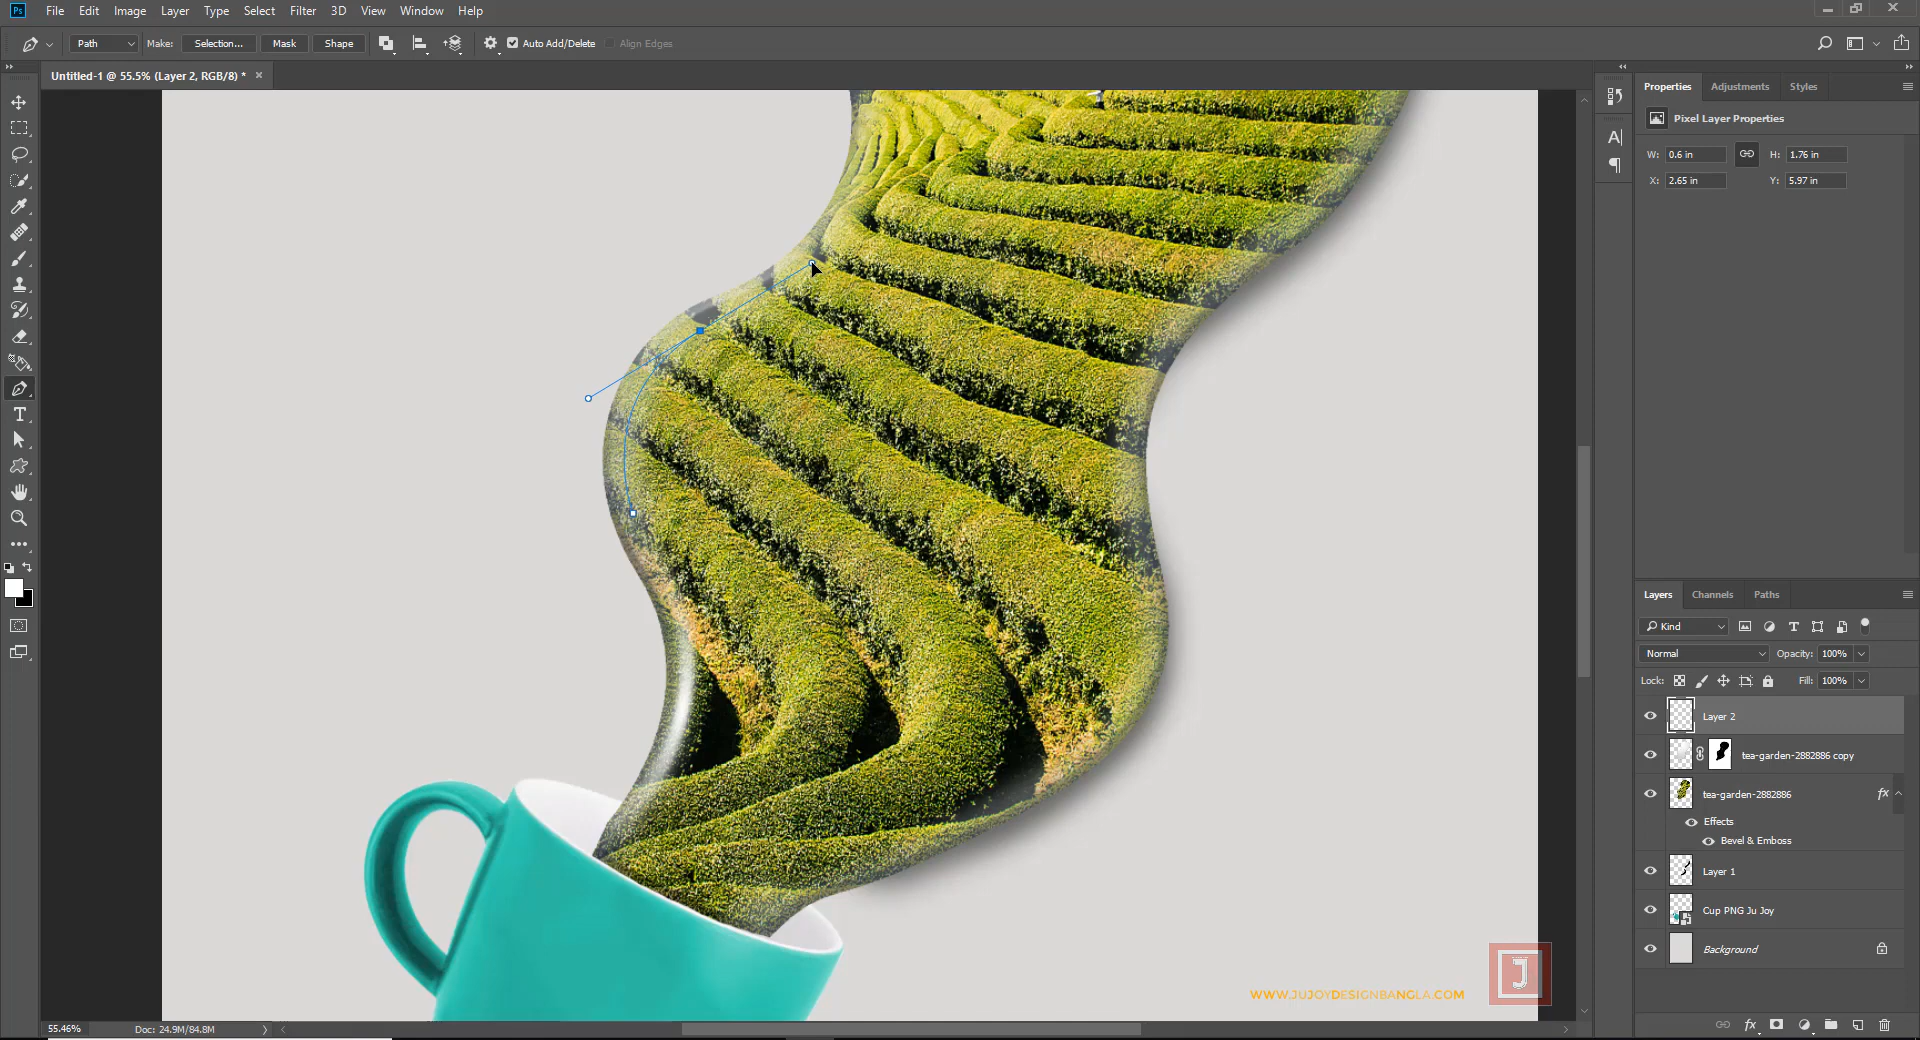 Ps File Edit Image Layer Type Select Filter 3D View Window Help
Path Make: Selection... Mask Shape Auto Add/Delete Align Edges
Untitled-1 @ 55.5% (Layer 2, RGB/8) *
Properties Adjustments Styles
Pixel Layer Properties
W: 0.6 in H: 1.76 in
X: 2.65 in Y: 5.97 in
Layers Channels Paths
Kind
Normal Opacity: 100%
Lock: Fill: 100%
Layer 2
tea-garden-2882886 copy
tea-garden-2882886 fx
Effects
Bevel & Emboss
Layer 1
Cup PNG Ju Joy
Background
J
WWW.JUJOYDESIGNBANGLA.COM
55.46% Doc: 24.9M/84.8M
fx